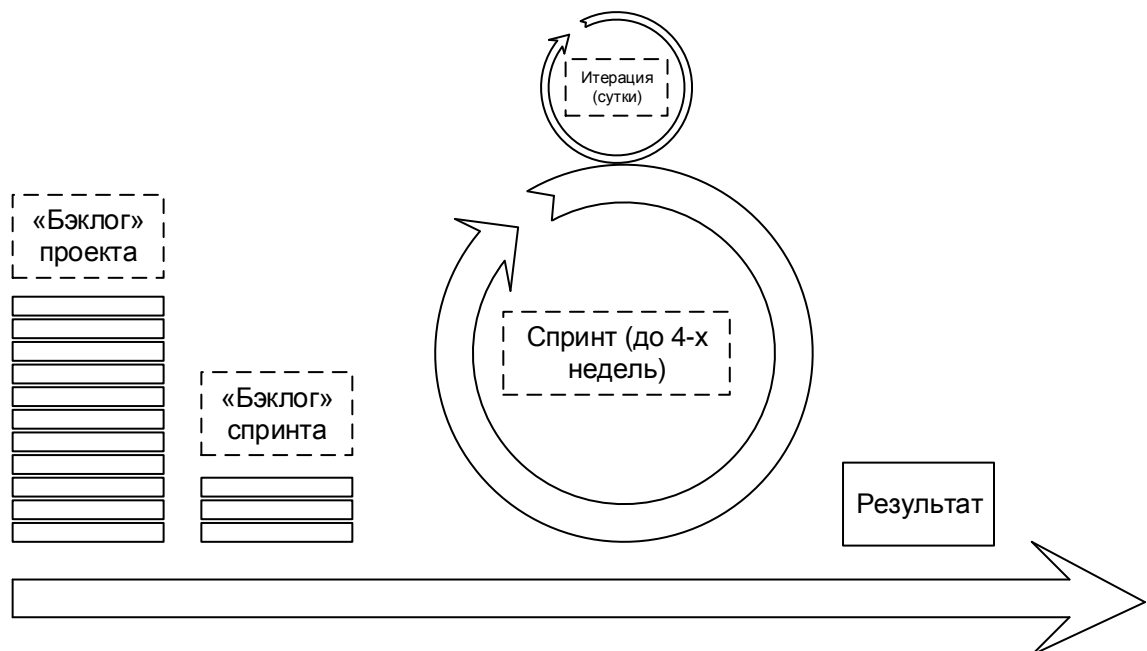 Итерация
(сутки)
«Бэклог»
проекта
Спринт (до 4-х
недель)
«Бэклог»
спринта
Результат